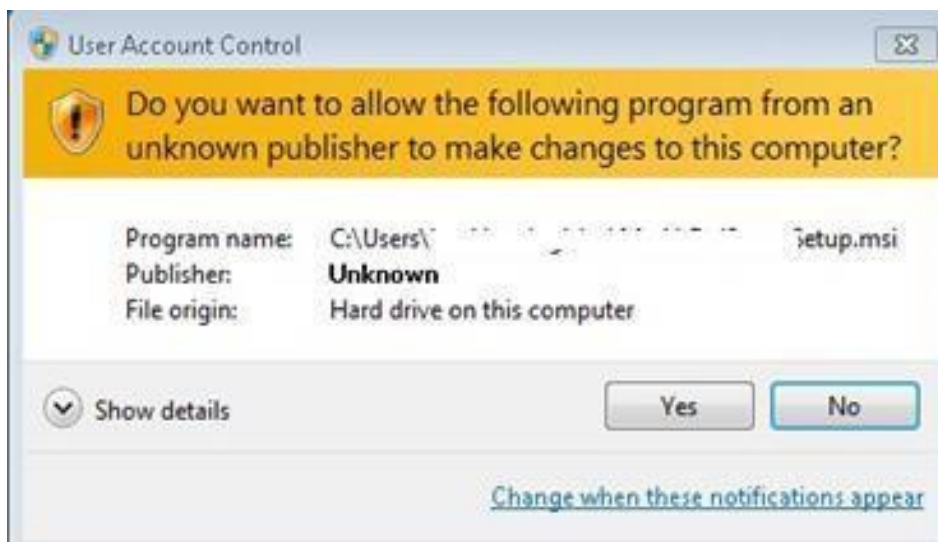 User Account Control
Do you want to allow the following program from an
unknown publisher to make changes to this computer?
Program name: C:\Users\ etup.msi
Publisher: Unknown
File origin: Hard drive on this computer
Show details
Yes No
Change when these notifications appear